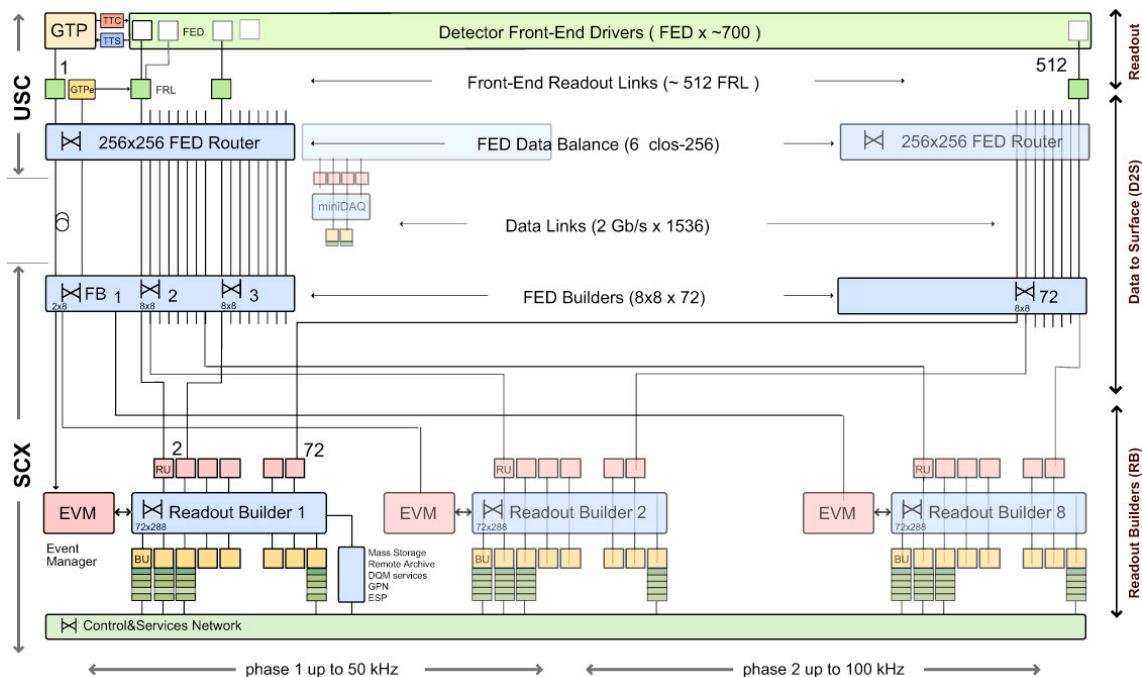 GTP
TTC
TTS
FED
Detector Front-End Drivers ( FED x ~700 )
1
512
GTPe
FRL
Front-End Readout Links (~ 512 FRL )
256x256 FED Router
FED Data Balance (6 clos-256)
256x256 FED Router
miniDAQ
Data Links (2 Gb/s x 1536)
2x8
FB
1
8x8
2
8x8
3
FED Builders (8x8 x 72)
8x8
72
2
72
RU
RU
RU
EVM
Readout Builder 1
72x288
EVM
Readout Builder 2
72x288
EVM
Readout Builder 8
72x288
Event
Manager
BU
BU
BU
Mass Storage
Remote Archive
DQM services
GPN
ESP
Control&Services Network
phase 1 up to 50 kHz
phase 2 up to 100 kHz
USC
SCX
Readout
Data to Surface (D2S)
Readout Builders (RB)